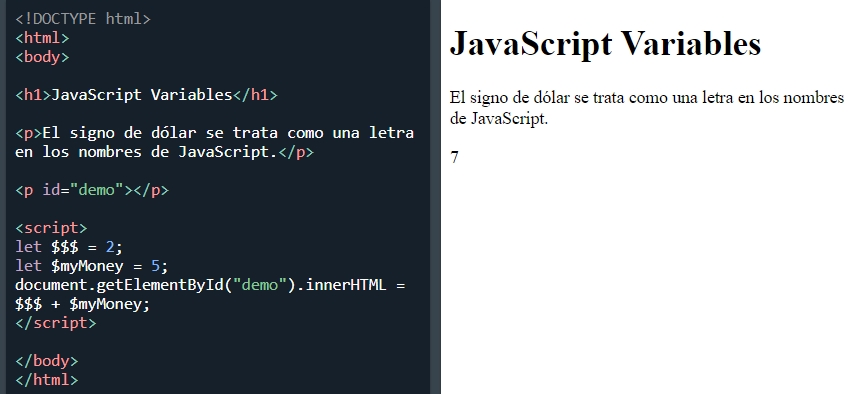 <!DOCTYPE html>
<html>
<body>
<h1>JavaScript Variables</h1>
<p>El signo de dólar se trata como una letra
en los nombres de JavaScript.</p>
<p id="demo"></p>
<script>
let $$$ = 2;
let $myMoney = 5;
document.getElementById("demo").innerHTML =
$$$ + $myMoney;
</script>
</body>
</html>
JavaScript Variables
El signo de dólar se trata como una letra en los nombres
de JavaScript.
7